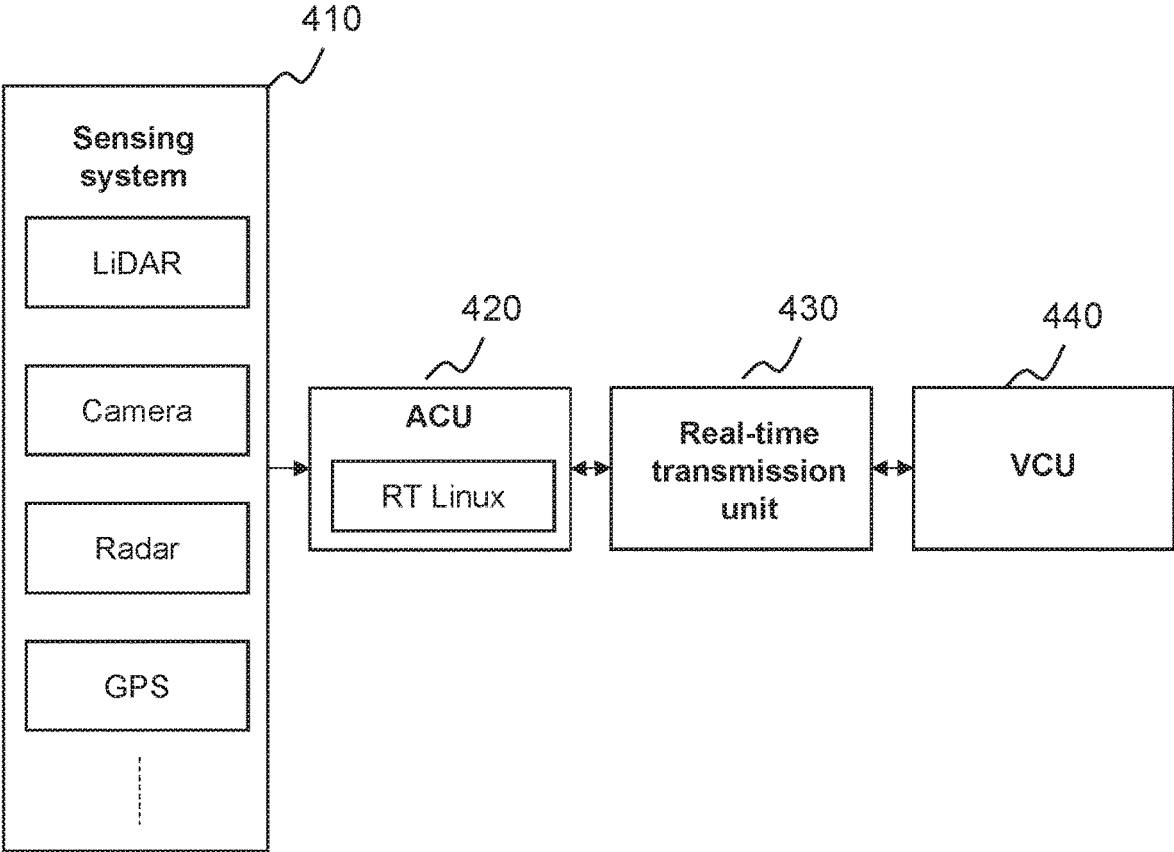 410
Sensing
system
LiDAR
Camera
Radar
GPS
420
ACU
RT Linux
430
Real-time
transmission
unit
440
VCU